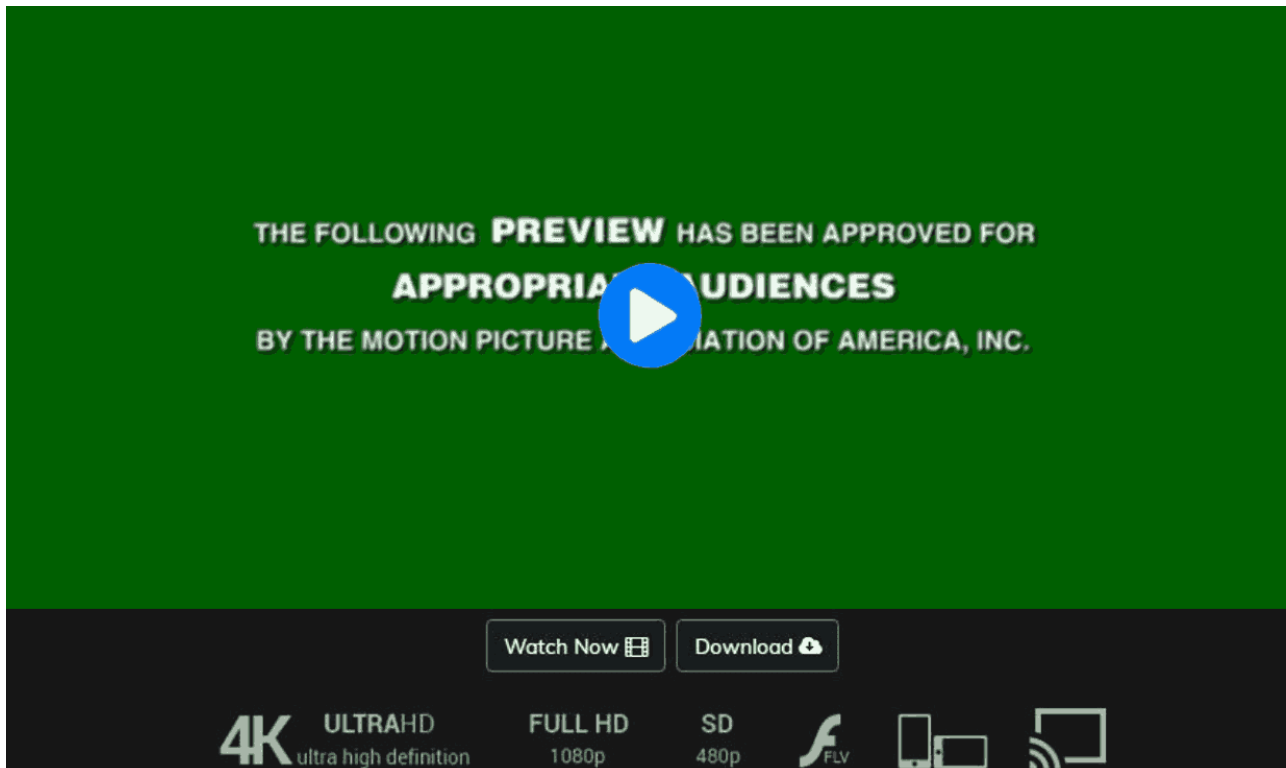 THE FOLLOWING PREVIEW HAS BEEN APPROVED FOR
UDIENCES
BY THE MOTION PICTURE OF AMERICA, INC.
Watch Now Download
4K ULTRAHD FULL HD SD
ultra high definition 1080p 480p FLV